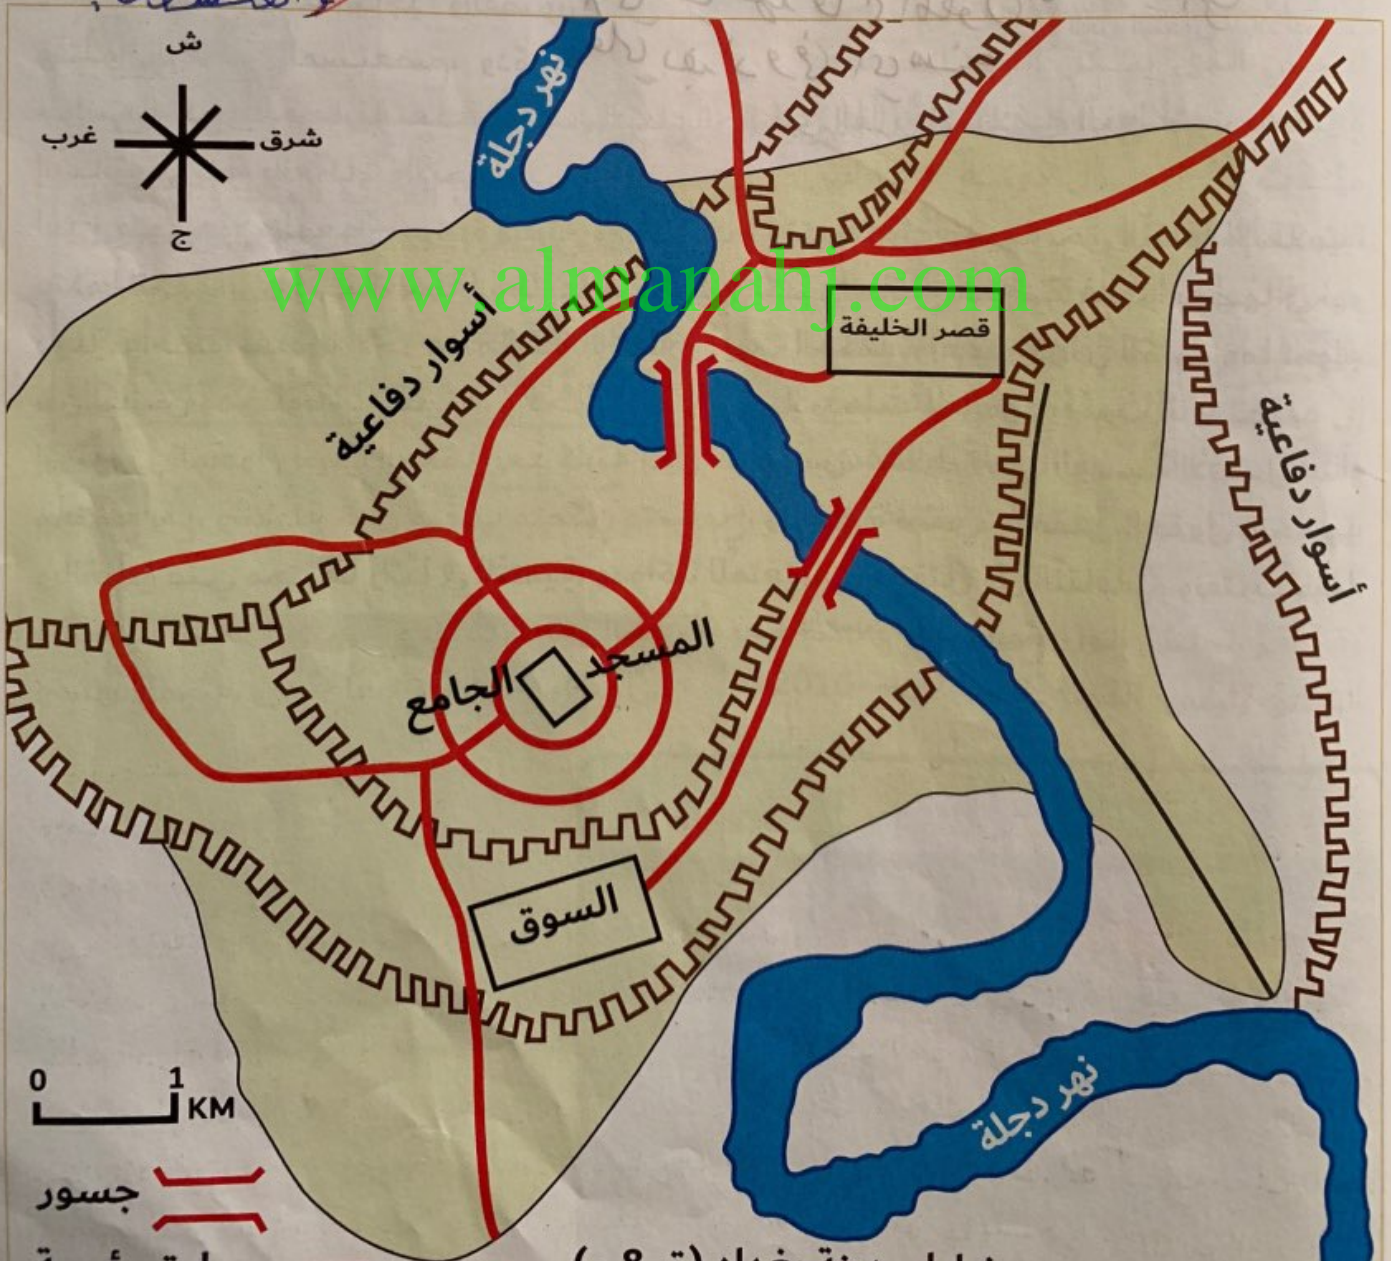 ش
غرب
شرق
ج
نهر دجلة
www.almanahj.com
أسوار دفاعية
قصر الخليفة
أسوار دفاعية
المسجد
الجامع
السوق
0 1
KM
نهر دجلة
جسور